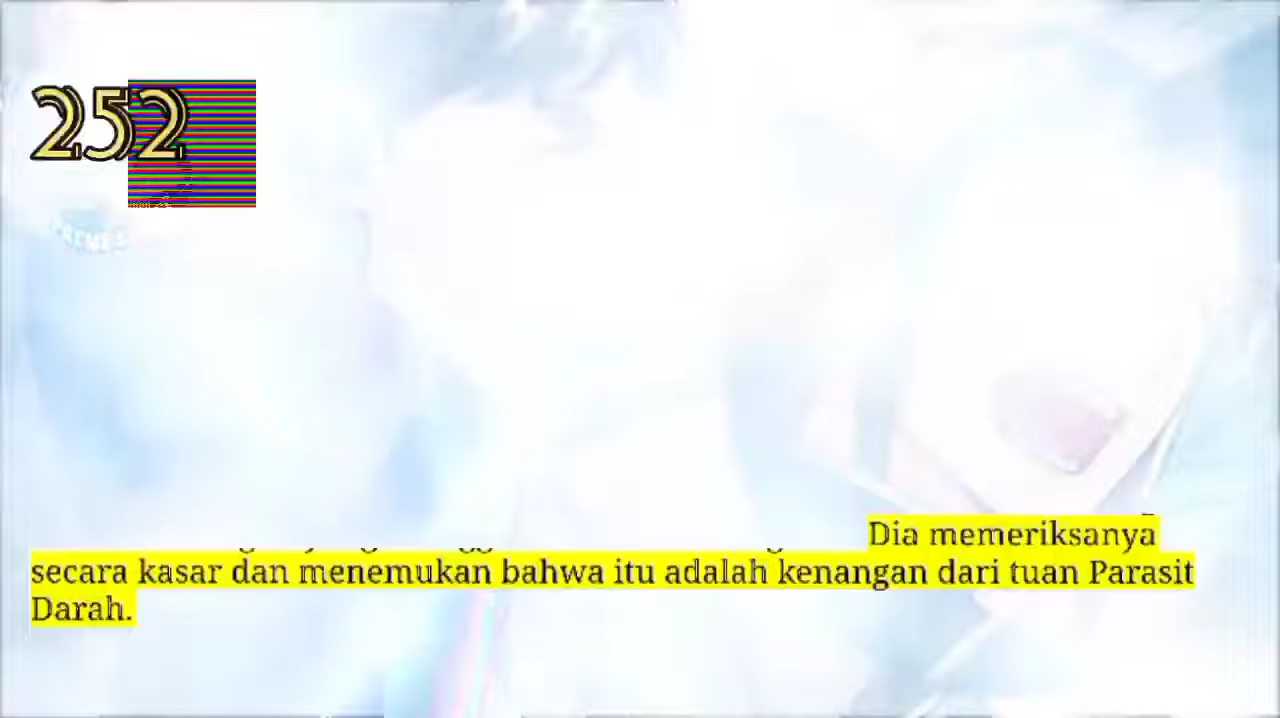 252
Dia memeriksanya
secara kasar dan menemukan bahwa itu adalah kenangan dari tuan Parasit
Darah.